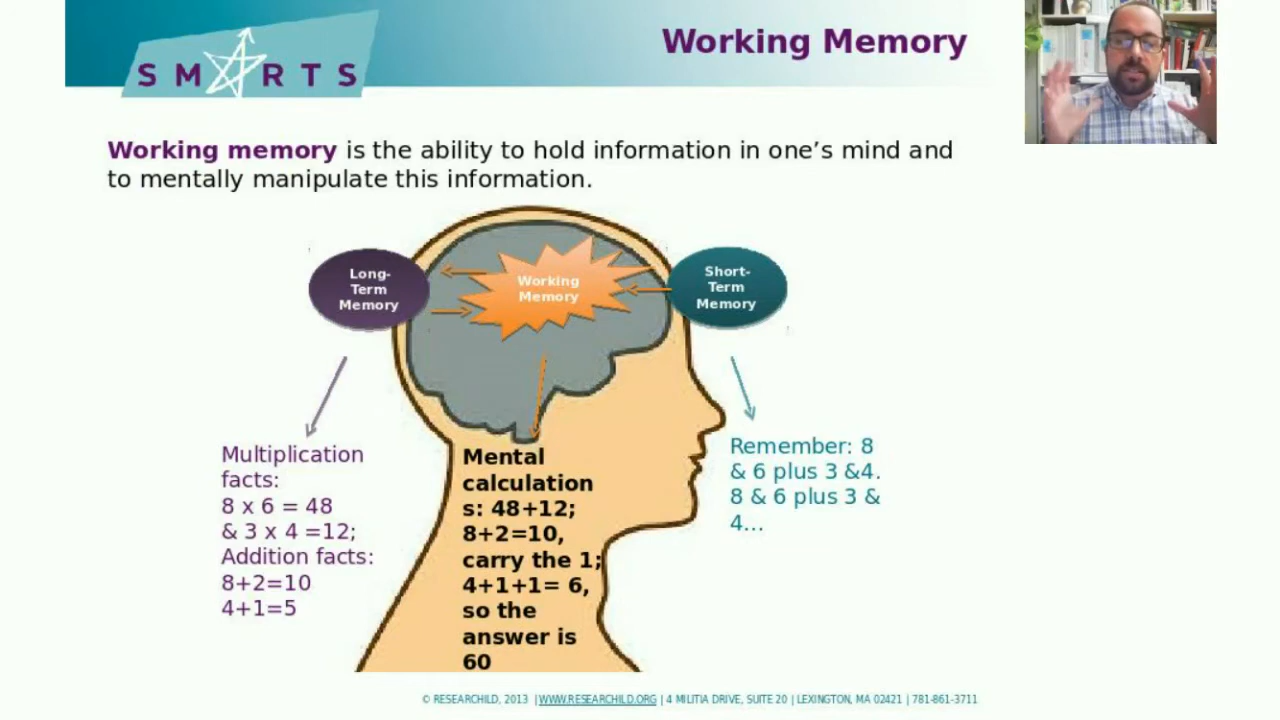 SMARTS
Working Memory
Working memory is the ability to hold information in one’s mind and
to mentally manipulate this information.
Long-
Term
Memory
Working
Memory
Short-
Term
Memory
Multiplication
facts:
8 x 6 = 48
& 3 x 4 =12;
Addition facts:
8+2=10
4+1=5
Mental
calculation
s: 48+12;
8+2=10,
carry the 1;
4+1+1= 6,
so the
answer is
60
Remember: 8
& 6 plus 3 &4.
8 & 6 plus 3 &
4...
© RESEARCHILD, 2013 | WWW.RESEARCHILD.ORG | 4 MILITIA DRIVE, SUITE 20 | LEXINGTON, MA 02421 | 781-861-3711